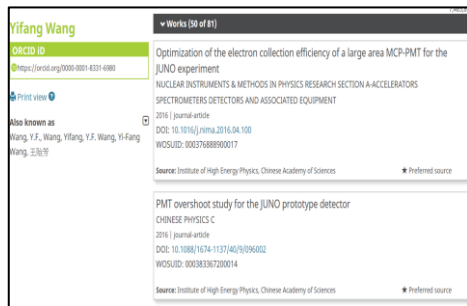 Yifang Wang
ORCID iD
https://orcid.org/0000-0001-8331-6980
Print view
Also known as
Wang, Y.F., Wang, Yifang, Y.F. Wang, Yi-Fang
Wang, 王贻芳
Works (50 of 81)
Optimization of the electron collection efficiency of a large area MCP-PMT for the
JUNO experiment
NUCLEAR INSTRUMENTS & METHODS IN PHYSICS RESEARCH SECTION A-ACCELERATORS
SPECTROMETERS DETECTORS AND ASSOCIATED EQUIPMENT
2016 | journal-article
DOI: 10.1016/j.nima.2016.04.100
WOSUID: 000376888900017
Source: Institute of High Energy Physics, Chinese Academy of Sciences
Preferred source
PMT overshoot study for the JUNO prototype detector
CHINESE PHYSICS C
2016 | journal-article
DOI: 10.1088/1674-1137/40/9/096002
WOSUID: 000383367200014
Source: Institute of High Energy Physics, Chinese Academy of Sciences
Preferred source